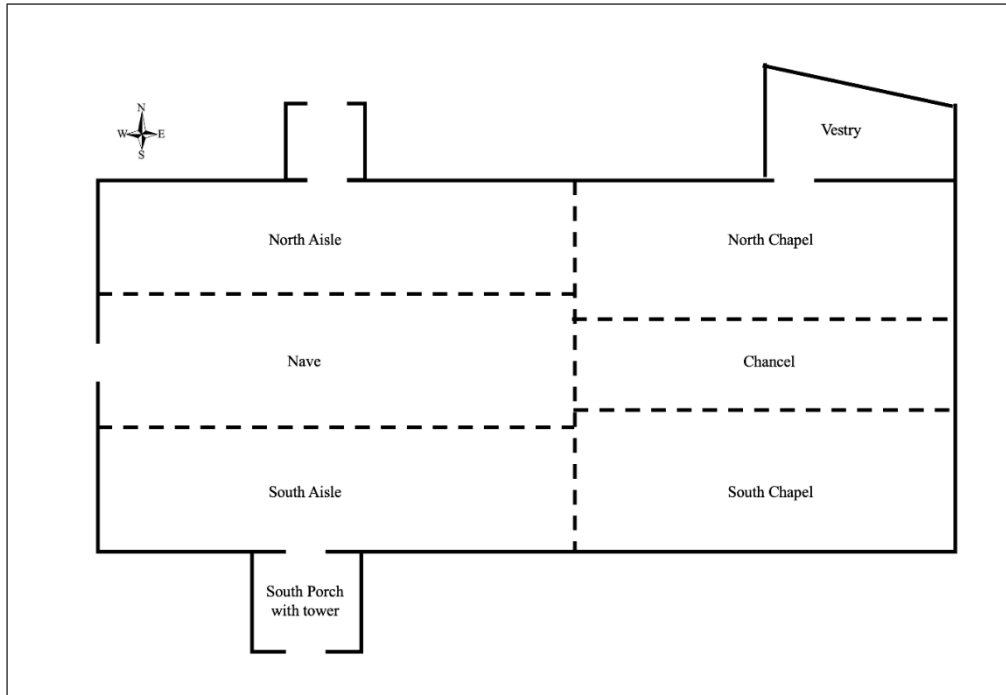 N
W E
S
Vestry
North Aisle
North Chapel
Nave
Chancel
South Aisle
South Chapel
South Porch
with tower